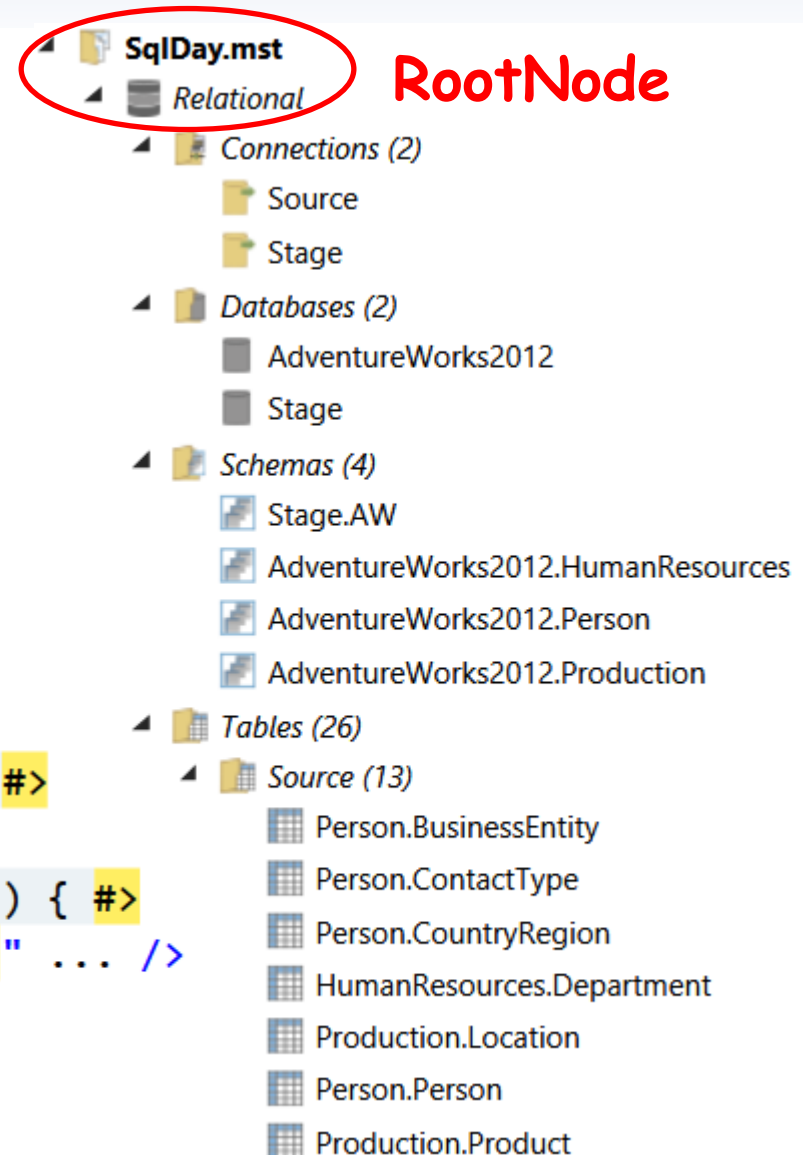 SqlDay.mst
RootNode
Relational
Connections (2)
Source
Stage
Databases (2)
AdventureWorks2012
Stage
Schemas (4)
Stage.AW
AdventureWorks2012.HumanResources
AdventureWorks2012.Person
AdventureWorks2012.Production
Tables (26)
#> Source (13)
Person.BusinessEntity
) { #> Person.ContactType
" ... /> Person.CountryRegion
HumanResources.Department
Production.Location
Person.Person
Production.Product